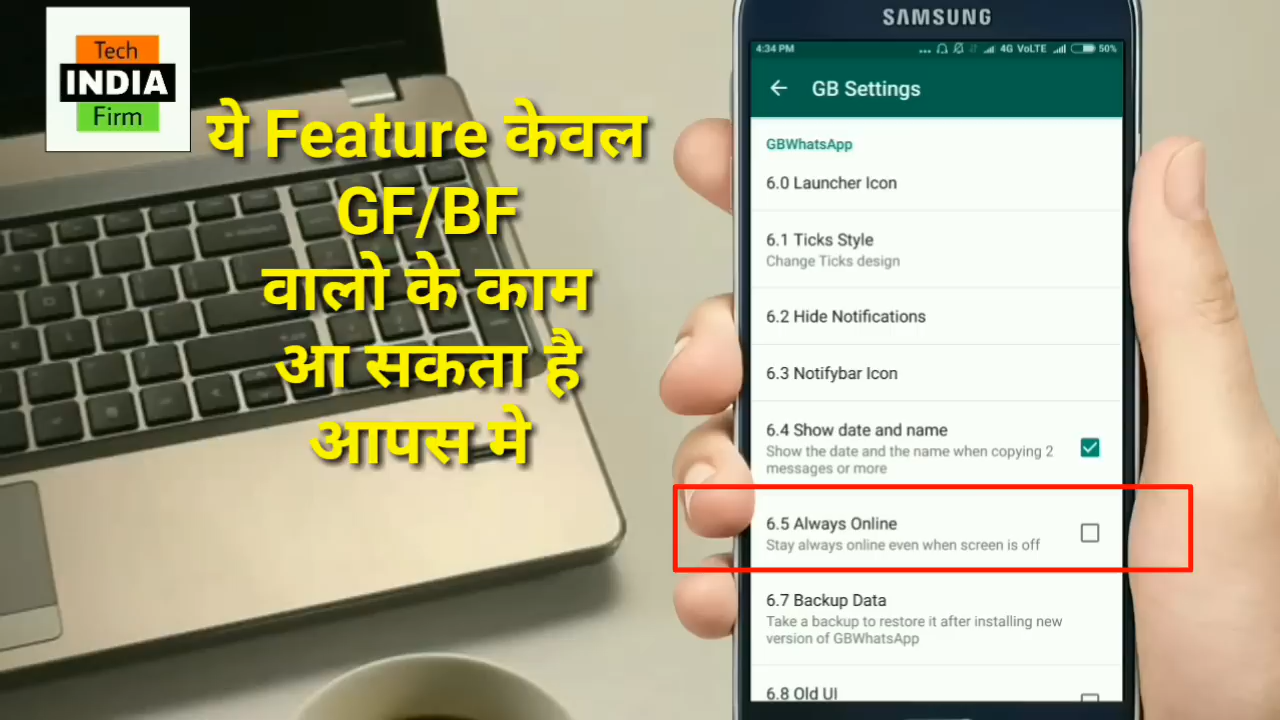 Tech
INDIA
Firm
ये Feature केवल
GF/BF
वालो के काम
आ सकता है
आपस मे
SAMSUNG
4:34 PM
... 4G VoLTE 50%
GB Settings
GBWhatsApp
6.0 Launcher Icon
6.1 Ticks Style
Change Ticks design
6.2 Hide Notifications
6.3 Notifybar Icon
6.4 Show date and name
Show the date and the name when copying 2
messages or more
6.5 Always Online
Stay always online even when screen is off
6.7 Backup Data
Take a backup to restore it after installing new
version of GBWhatsApp
6.8 Old UI